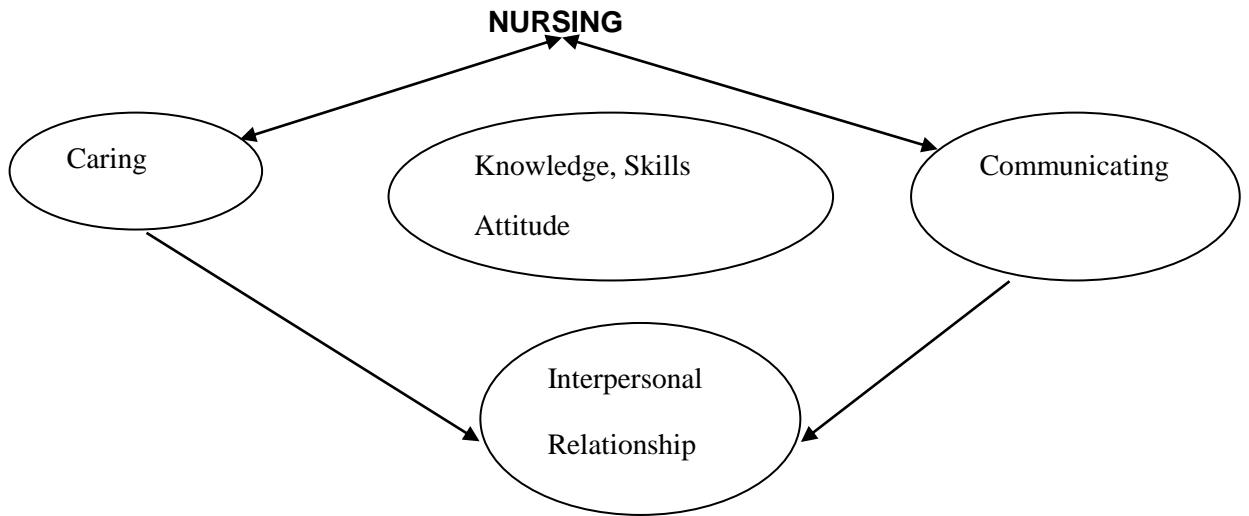 NURSING
Caring
Knowledge, Skills
Attitude
Communicating
Interpersonal
Relationship